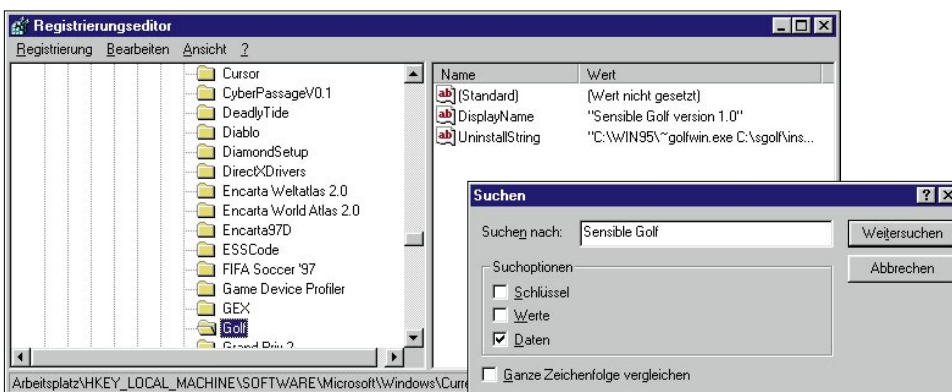 Registrierungseditor
Registrierung Bearbeiten Ansicht ?
Cursor
CyberPassageV0.1
DeadlyTide
Diablo
DiamondSetup
DirectXDrivers
Encarta Weltatlas 2.0
Encarta World Atlas 2.0
Encarta97D
ESSCode
FIFA Soccer '97
Game Device Profiler
GEX
Golf
Name Wert
ab (Standard) (Wert nicht gesetzt)
ab DisplayName "Sensible Golf version 1.0"
ab UninstallString "C:\WIN95\~golfwin.exe C:\sgolf\ins...
Arbeitsplatz\HKEY_LOCAL_MACHINE\SOFTWARE\Microsoft\Windows\Curre
Suchen
Suchen nach: Sensible Golf
Weitersuchen
Abbrechen
Suchoptionen
Schlüssel
Werte
Daten
Ganze Zeichenfolge vergleichen